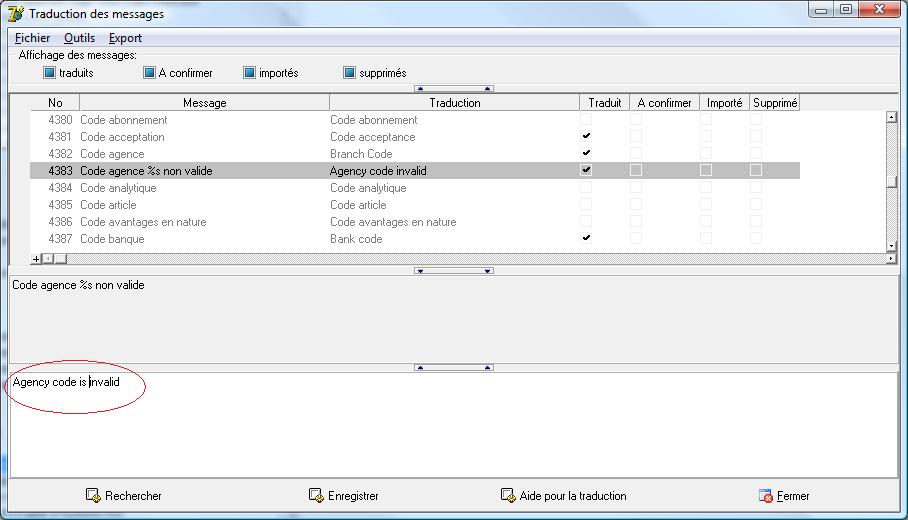 Traduction des messages
Fichier Outils Export
Affichage des messages:
traduits A confirmer importés supprimés
No Message Traduction Traduit A confirmer Importé Supprimé
4380 Code abonnement Code abonnement
4381 Code acceptation Code acceptance
4382 Code agence Branch Code
4383 Code agence %s non valide Agency code invalid
4384 Code analytique Code analytique
4385 Code article Code article
4386 Code avantages en nature Code avantages en nature
4387 Code banque Bank code
Code agence %s non valide
Agency code is invalid
Rechercher Enregistrer Aide pour la traduction Fermer